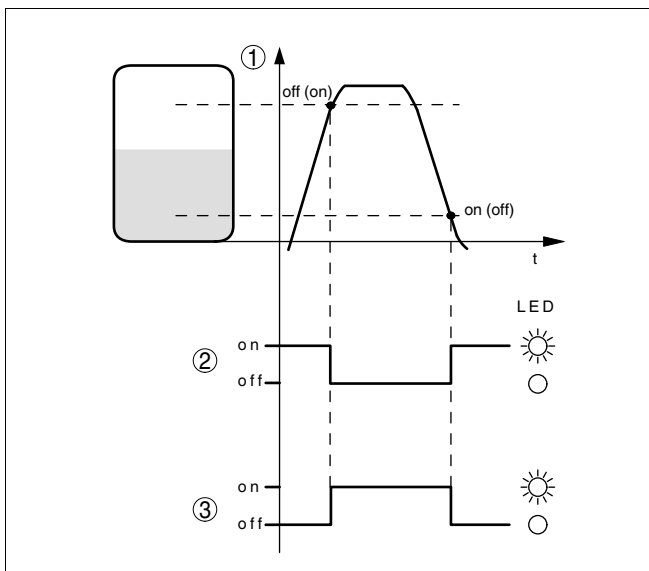 ①
off (on)
on (off)
t
LED
② on
off
③ on
off